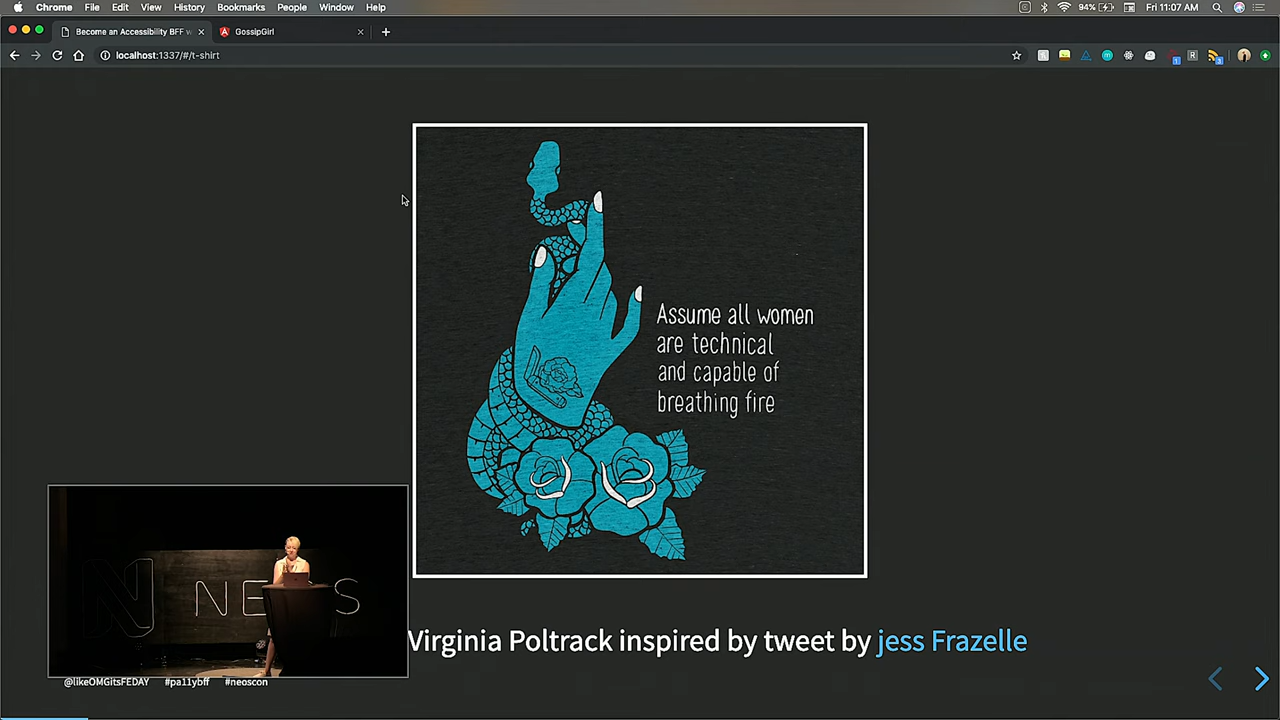 Chrome File Edit View History Bookmarks People Window Help 94% Fri 11:07 AM
Become an Accessibility BFF GossipGirl
localhost:1337/#/t-shirt
Assume all women
are technical
and capable of
breathing fire
NEOS
Virginia Poltrack inspired by tweet by jess Frazelle
@likeOMGitsFEDAY #pa11ybff #neoscon